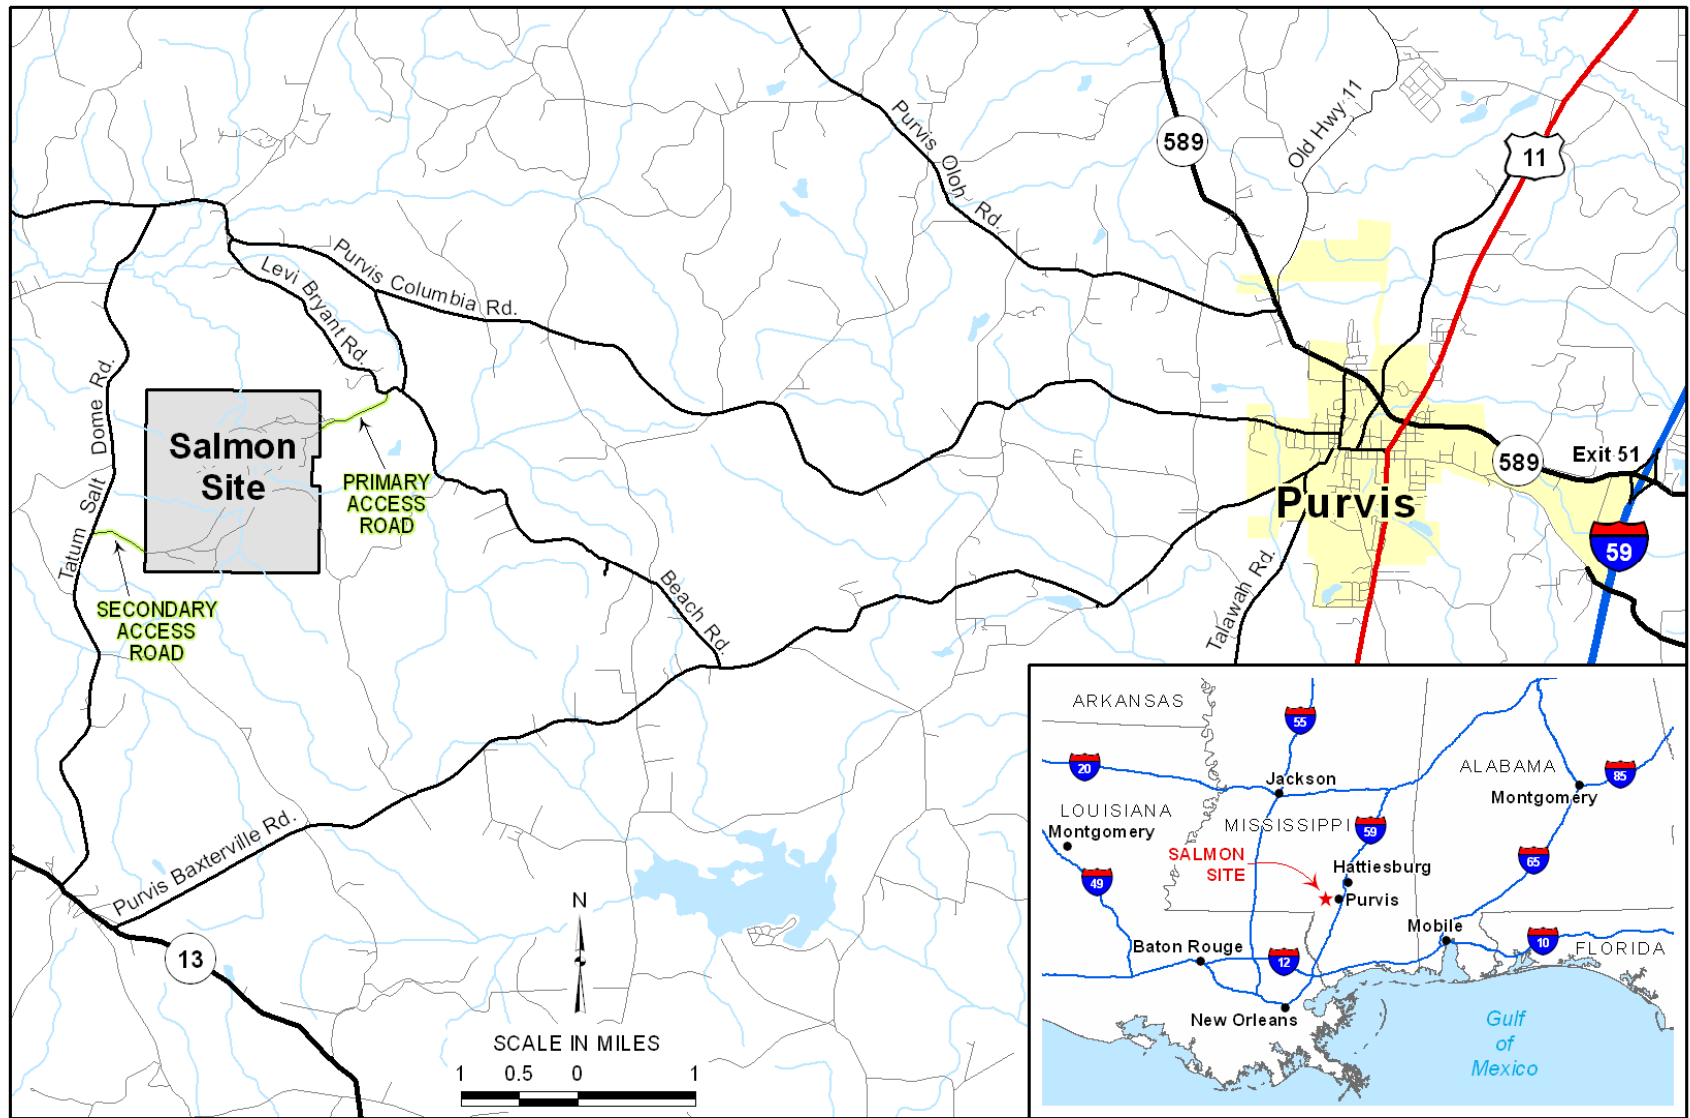 589
Purvis Oloh Rd.
Old Hwy 11
11
Purvis Columbia Rd.
Levi Bryant Rd.
Tatum Salt Dome Rd.
Salmon
Site
PRIMARY
ACCESS
ROAD
SECONDARY
ACCESS
ROAD
Beach Rd.
Purvis
589
Exit 51
59
Talawah Rd.
Purvis Baxterville Rd.
13
N
SCALE IN MILES
1 0.5 0 1
ARKANSAS
55
20
Jackson
ALABAMA
85
Montgomery
LOUISIANA
Montgomery
MISSISSIPPI
59
SALMON
SITE
Hattiesburg
Purvis
65
49
Mobile
Baton Rouge
12
10
FLORIDA
New Orleans
Gulf
of
Mexico